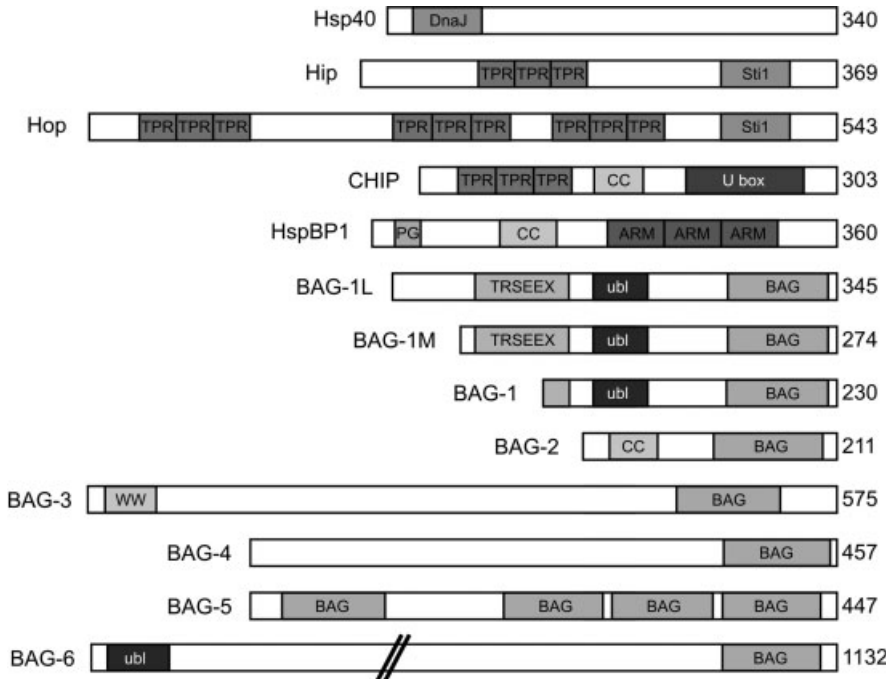 Hsp40 DnaJ 340
Hip TPR TPR TPR Sti1 369
Hop TPR TPR TPR TPR TPR TPR TPR TPR TPR Sti1 543
CHIP TPR TPR TPR CC U box 303
HspBP1 PG CC ARM ARM ARM 360
BAG-1L TRSEEX ubl BAG 345
BAG-1M TRSEEX ubl BAG 274
BAG-1 ubl BAG 230
BAG-2 CC BAG 211
BAG-3 WW BAG 575
BAG-4 BAG 457
BAG-5 BAG BAG BAG BAG 447
BAG-6 ubl BAG 1132